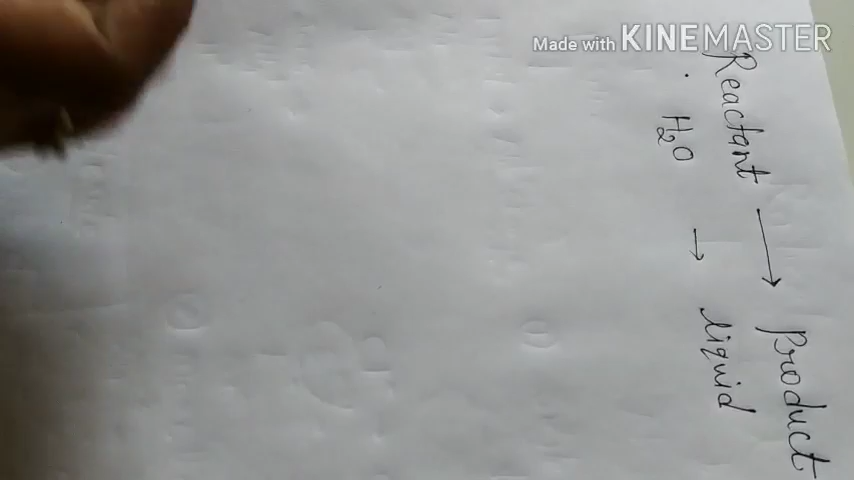 Made with KINEMASTER
Reactant → Product
H₂O → liquid